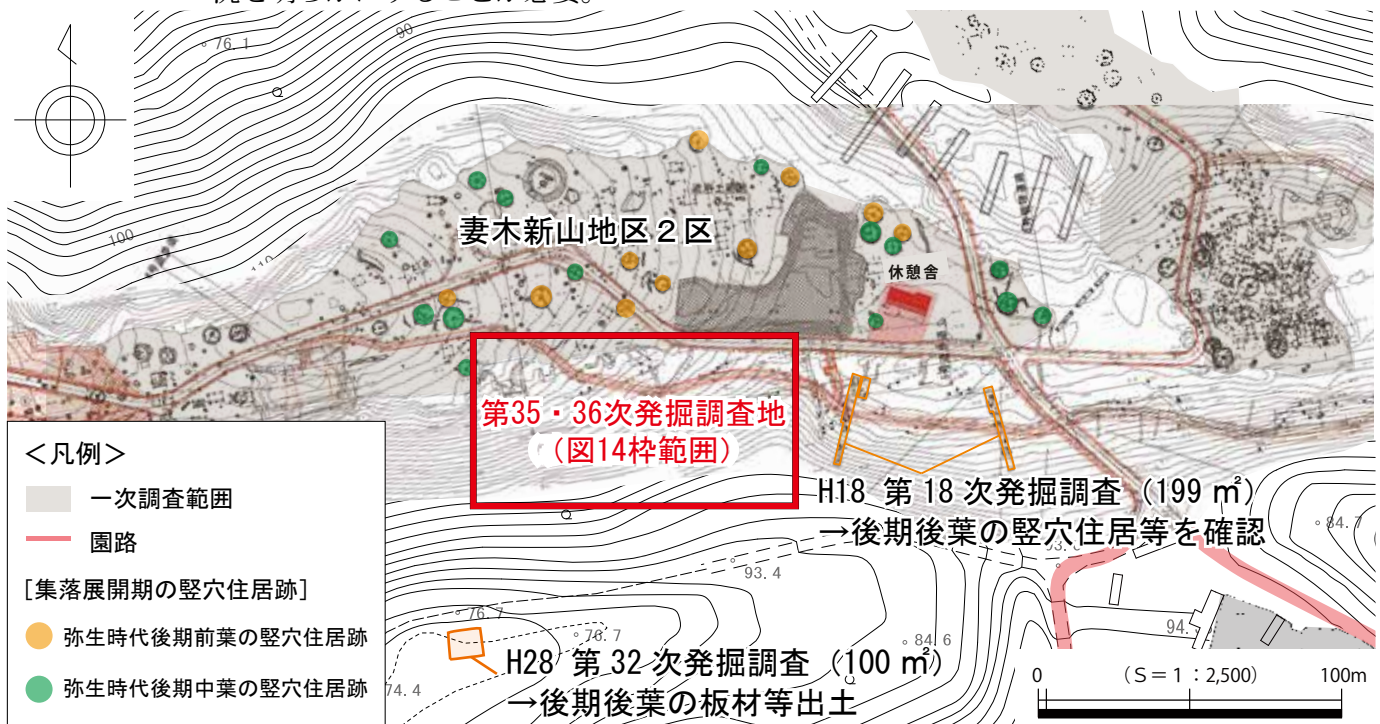 76.1
90
100
110
妻木新山地区２区
休憩舎
第35・36次発掘調査地
（図14枠範囲）
H18 第 18 次発掘調査（199 ㎡）
→後期後葉の竪穴住居等を確認
84.7
93.4
76.7
76.7
84.6
94.
74.4
H28 第 32 次発掘調査（100 ㎡）
→後期後葉の板材等出土
＜凡例＞
一次調査範囲
園路
［集落展開期の竪穴住居跡］
弥生時代後期前葉の竪穴住居跡
弥生時代後期中葉の竪穴住居跡
0 （S＝1：2,500） 100m